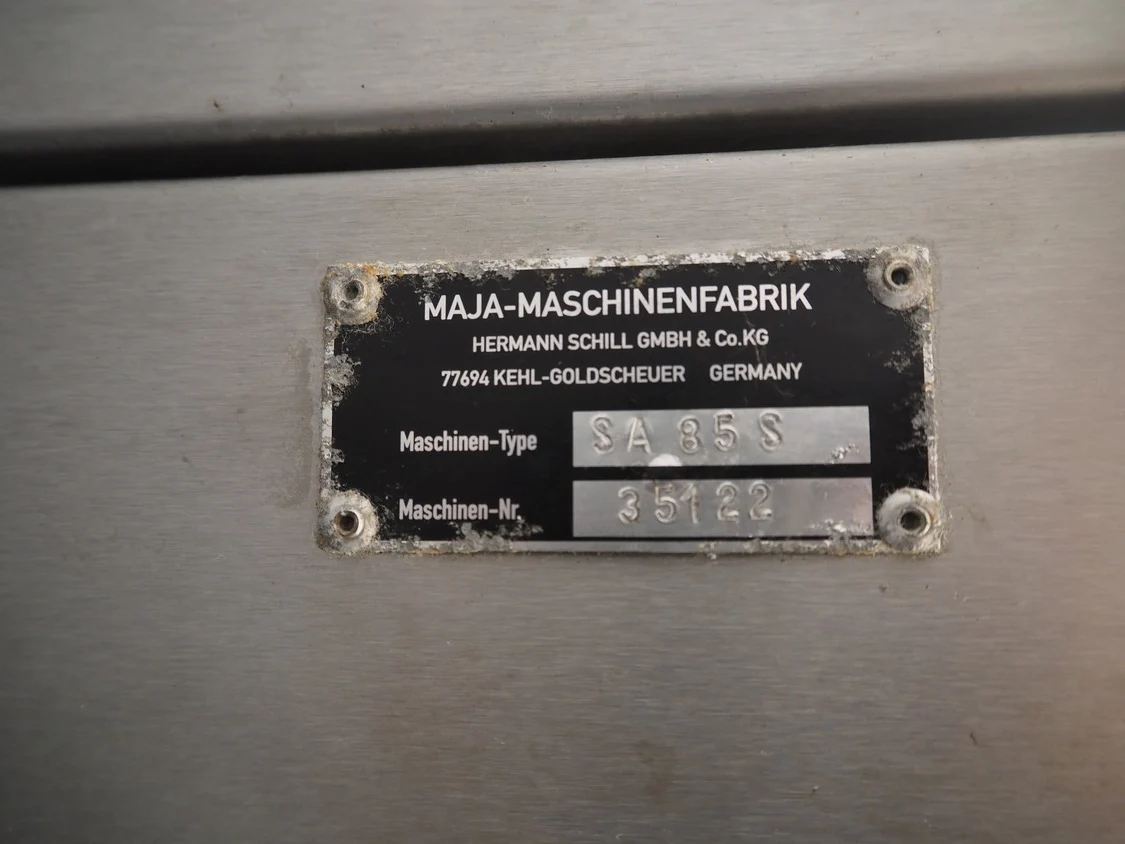 MAJA-MASCHINENFABRIK
HERMANN SCHILL GMBH & Co.KG
77694 KEHL-GOLDSCHEUER GERMANY
Maschinen-Type SA 85 S
Maschinen-Nr. 35122